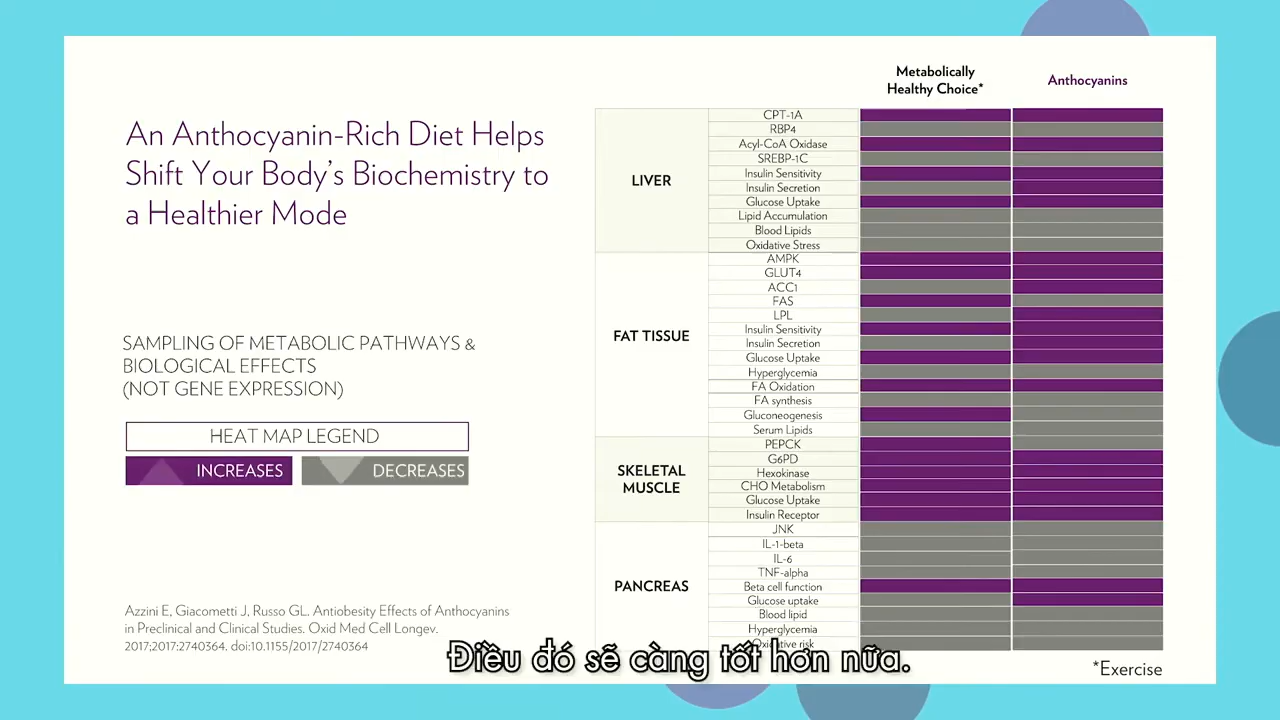 Metabolically
Healthy Choice*
Anthocyanins
An Anthocyanin-Rich Diet Helps
Shift Your Body's Biochemistry to
a Healthier Mode
SAMPLING OF METABOLIC PATHWAYS &
BIOLOGICAL EFFECTS
(NOT GENE EXPRESSION)
HEAT MAP LEGEND
INCREASES
DECREASES
LIVER
CPT-1A
RBP4
Acyl-CoA Oxidase
SREBP-1C
Insulin Sensitivity
Insulin Secretion
Glucose Uptake
Lipid Accumulation
Blood Lipids
Oxidative Stress
FAT TISSUE
AMPK
GLUT4
ACC1
FAS
LPL
Insulin Sensitivity
Insulin Secretion
Glucose Uptake
Hyperglycemia
FA Oxidation
FA synthesis
Gluconeogenesis
Serum Lipids
SKELETAL
MUSCLE
PEPCK
G6PD
Hexokinase
CHO Metabolism
Glucose Uptake
Insulin Receptor
PANCREAS
JNK
IL-1-beta
IL-6
TNF-alpha
Beta cell function
Glucose uptake
Blood lipid
Hyperglycemia
Oxidative risk
Azzini E, Giacometti J, Russo GL. Antiobesity Effects of Anthocyanins
in Preclinical and Clinical Studies. Oxid Med Cell Longev.
2017;2017:2740364. doi:10.1155/2017/2740364
Điều đó sẽ càng tốt hơn nữa.
*Exercise